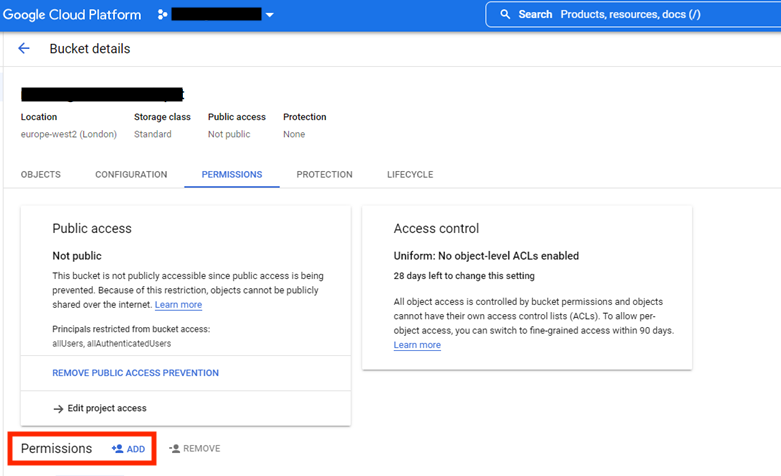 Google Cloud Platform
Search Products, resources, docs (/)
Bucket details
Location Storage class Public access Protection
europe-west2 (London) Standard Not public None
OBJECTS CONFIGURATION PERMISSIONS PROTECTION LIFECYCLE
Public access
Not public
This bucket is not publicly accessible since public access is being
prevented. Because of this restriction, objects cannot be publicly
shared over the internet. Learn more
Principals restricted from bucket access:
allUsers, allAuthenticatedUsers
REMOVE PUBLIC ACCESS PREVENTION
Edit project access
Access control
Uniform: No object-level ACLs enabled
28 days left to change this setting
All object access is controlled by bucket permissions and objects
cannot have their own access control lists (ACLs). To allow per-
object access, you can switch to fine-grained access within 90 days.
Learn more
Permissions ADD REMOVE